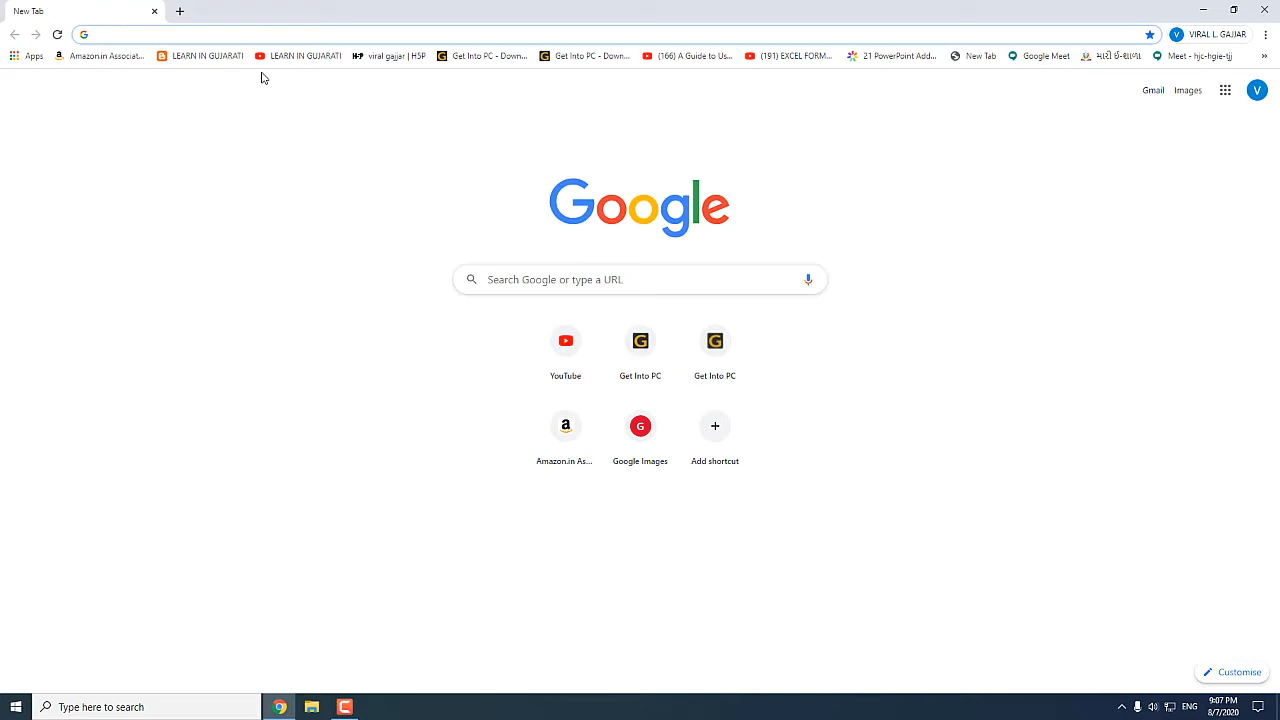 New Tab
VIRAL L. GAJJAR
Apps
Amazon.in Associat...
LEARN IN GUJARATI
LEARN IN GUJARATI
viral gajjar | H5P
Get Into PC - Down...
Get Into PC - Down...
(166) A Guide to Us...
(191) EXCEL FORM...
21 PowerPoint Add...
New Tab
Google Meet
મારી ઈ-શાળા
Meet - hjc-hgie-tjj
Gmail
Images
V
Google
Search Google or type a URL
YouTube
Get Into PC
Get Into PC
Amazon.in As...
Google Images
Add shortcut
Customise
Type here to search
ENG
9:07 PM
8/7/2020